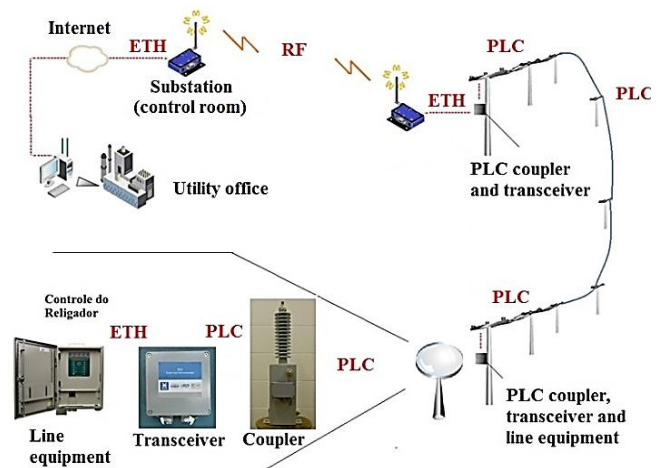 Internet
ETH
Substation
(control room)
RF
ETH
PLC
PLC
PLC coupler
and transceiver
Utility office
PLC
PLC coupler,
transceiver and
line equipment
Controle do
Religador
ETH
PLC
PLC
Line
equipment
Transceiver
Coupler